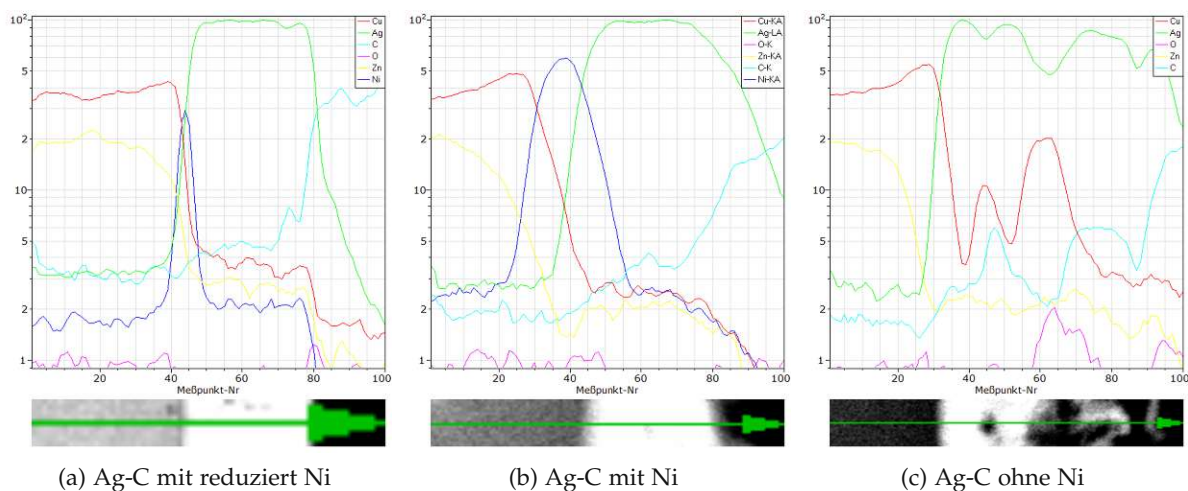 10²
5
2
10
5
2
1
20
40
60
80
100
Meßpunkt-Nr
Cu
Ag
C
O
Zn
Ni
(a) Ag-C mit reduziert Ni
10²
5
2
10
5
2
1
20
40
60
80
100
Meßpunkt-Nr
Cu-KA
Ag-LA
O-K
Zn-KA
C-K
Ni-KA
(b) Ag-C mit Ni
10²
5
2
10
5
2
1
20
40
60
80
100
Meßpunkt-Nr
Cu
Ag
O
Zn
C
(c) Ag-C ohne Ni